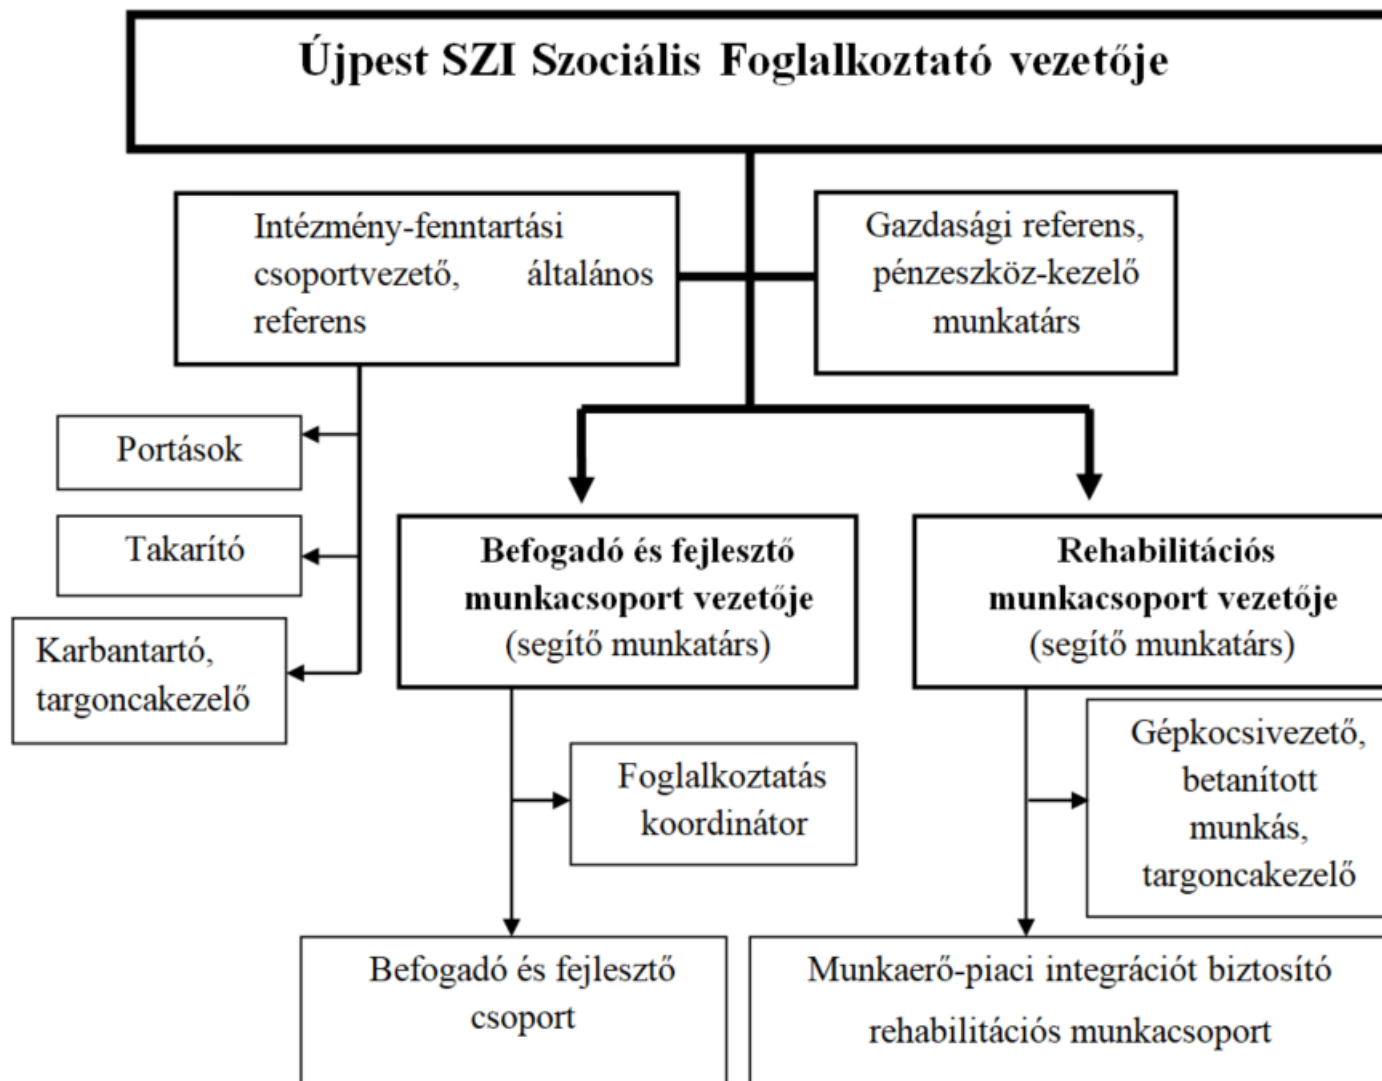 Újpest SZI Szociális Foglalkoztató vezetője
Intézmény-fenntartási
csoportvezető, általános
referens
Gazdasági referens,
pénzeszköz-kezelő
munkatárs
Portások
Takarító
Karbantartó,
targoncakezelő
Befogadó és fejlesztő
munkacsoport vezetője
(segítő munkatárs)
Rehabilitációs
munkacsoport vezetője
(segítő munkatárs)
Foglalkoztatás
koordinátor
Gépkocsivezető,
betanított
munkás,
targoncakezelő
Befogadó és fejlesztő
csoport
Munkaerő-piaci integrációt biztosító
rehabilitációs munkacsoport